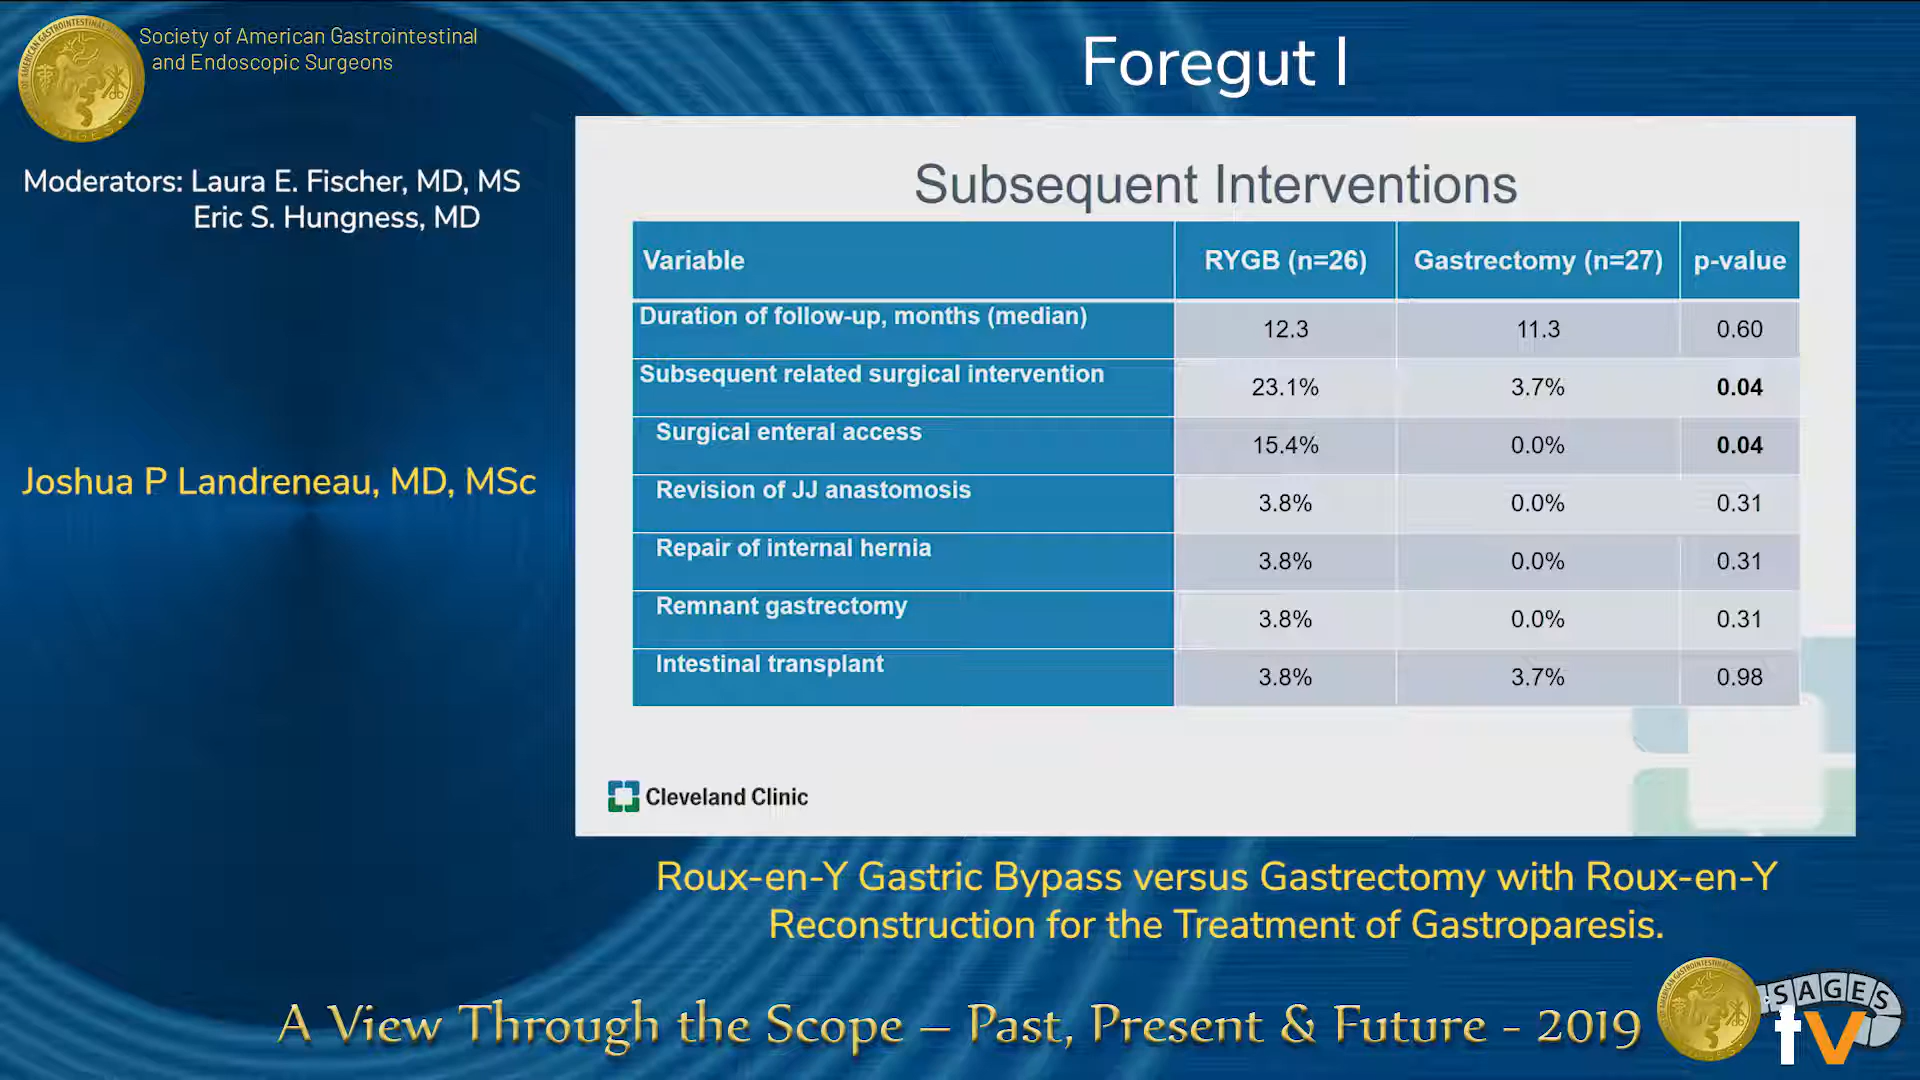 Society of American Gastrointestinal
and Endoscopic Surgeons
Foregut I
Moderators: Laura E. Fischer, MD, MS
Eric S. Hungness, MD
Joshua P Landreneau, MD, MSc
Subsequent Interventions
Variable RYGB (n=26) Gastrectomy (n=27) p-value
Duration of follow-up, months (median) 12.3 11.3 0.60
Subsequent related surgical intervention 23.1% 3.7% 0.04
Surgical enteral access 15.4% 0.0% 0.04
Revision of JJ anastomosis 3.8% 0.0% 0.31
Repair of internal hernia 3.8% 0.0% 0.31
Remnant gastrectomy 3.8% 0.0% 0.31
Intestinal transplant 3.8% 3.7% 0.98
Cleveland Clinic
Roux-en-Y Gastric Bypass versus Gastrectomy with Roux-en-Y
Reconstruction for the Treatment of Gastroparesis.
A View Through the Scope – Past, Present & Future - 2019
SAGES
tv